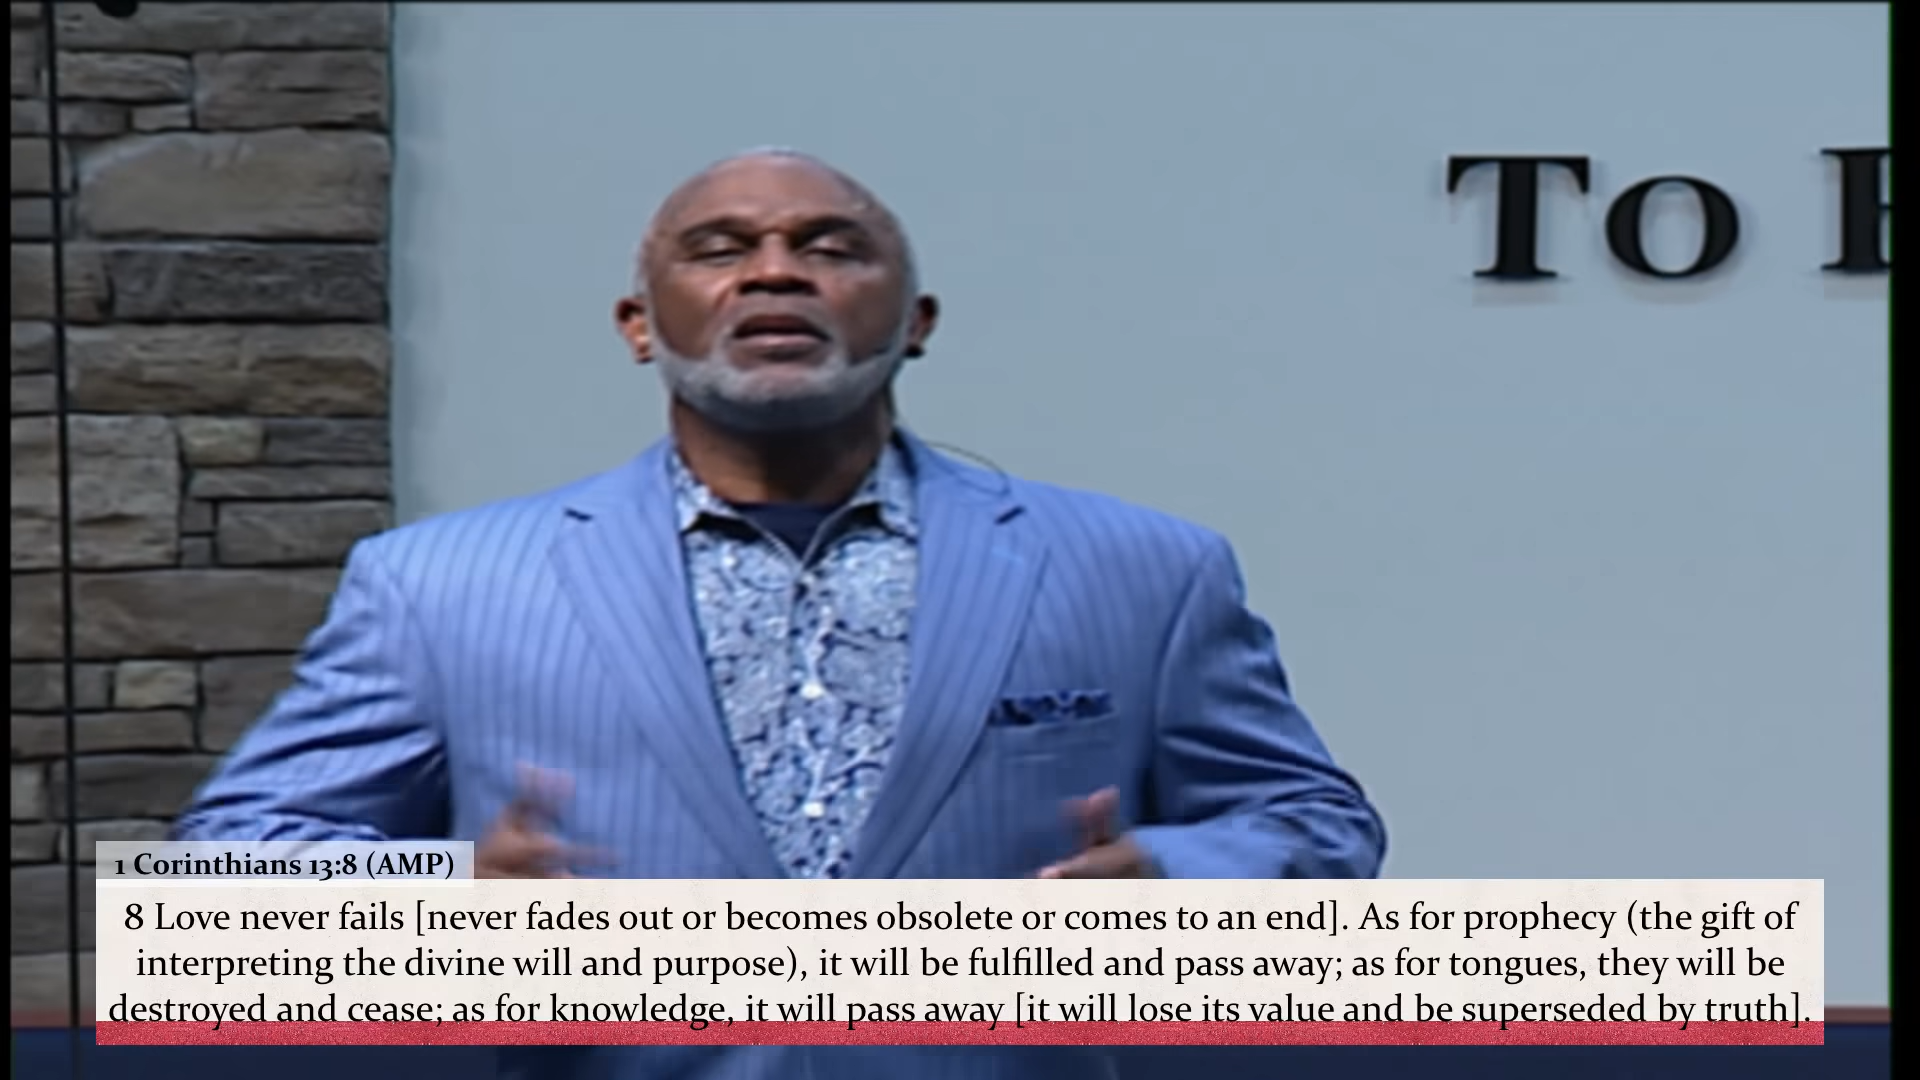 To
1 Corinthians 13:8 (AMP)
8 Love never fails [never fades out or becomes obsolete or comes to an end]. As for prophecy (the gift of
interpreting the divine will and purpose), it will be fulfilled and pass away; as for tongues, they will be
destroyed and cease; as for knowledge, it will pass away [it will lose its value and be superseded by truth].